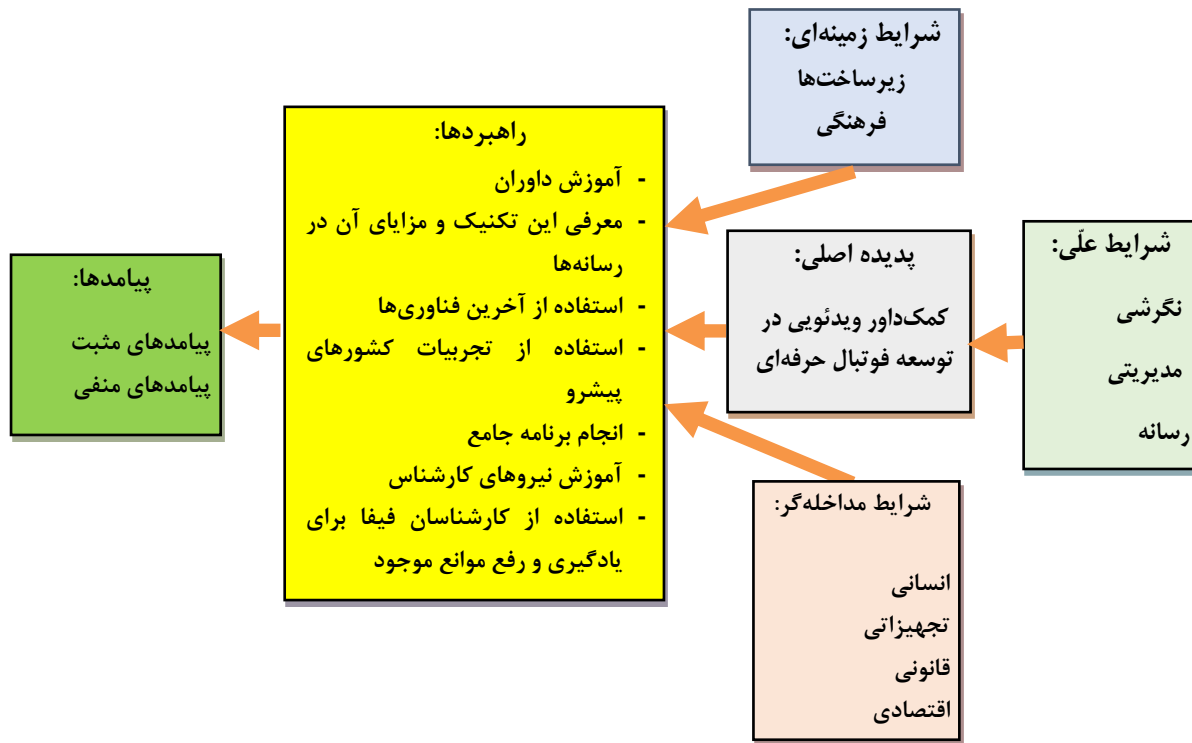 شرایط زمینه‌ای:
زیرساخت‌ها
فرهنگی
شرایط علّی:
نگرشی
مدیریتی
رسانه
پدیده اصلی:
کمک‌داور ویدئویی در
توسعه فوتبال حرفه‌ای
شرایط مداخله‌گر:
انسانی
تجهیزاتی
قانونی
اقتصادی
راهبردها:
- آموزش داوران
- معرفی این تکنیک و مزایای آن در
رسانه‌ها
- استفاده از آخرین فناوری‌ها
- استفاده از تجربیات کشورهای
پیشرو
- انجام برنامه جامع
- آموزش نیروهای کارشناس
- استفاده از کارشناسان فیفا برای
یادگیری و رفع موانع موجود
پیامدها:
پیامدهای مثبت
پیامدهای منفی